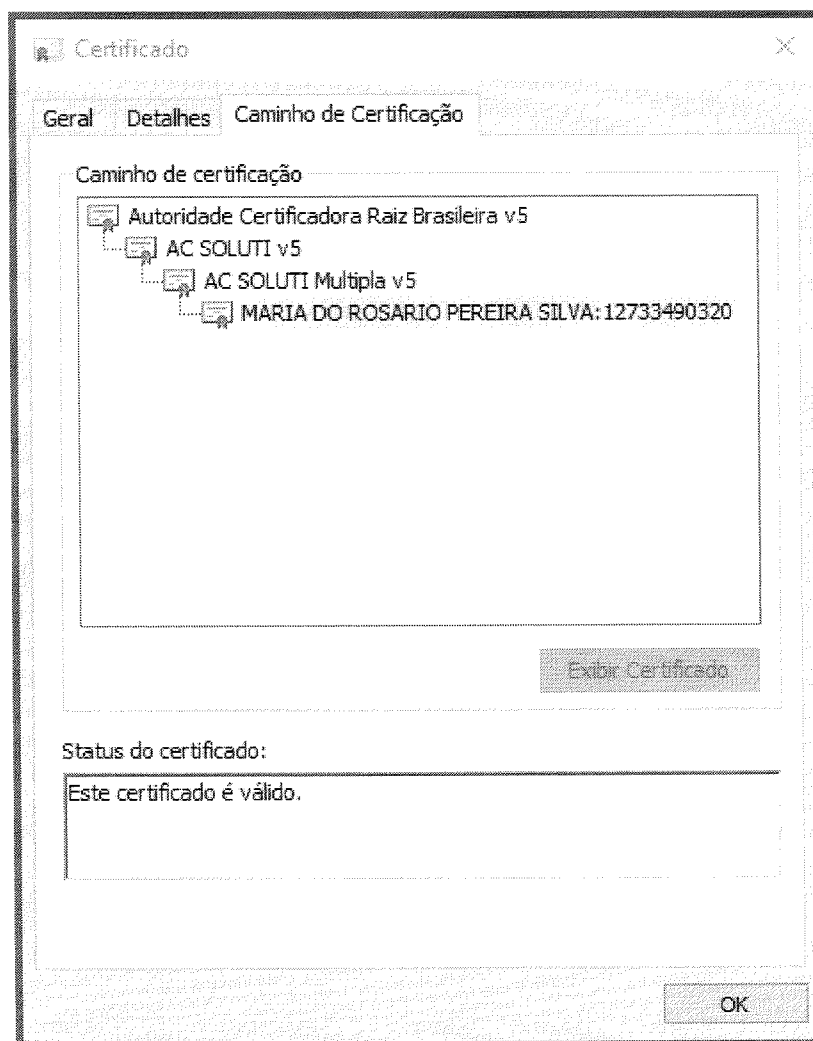 Certificado
Geral Detalhes Caminho de Certificação
Caminho de certificação
Autoridade Certificadora Raiz Brasileira v5
AC SOLUTI v5
AC SOLUTI Multipla v5
MARIA DO ROSARIO PEREIRA SILVA:12733490320
Exibir Certificado
Status do certificado:
Este certificado é válido.
OK